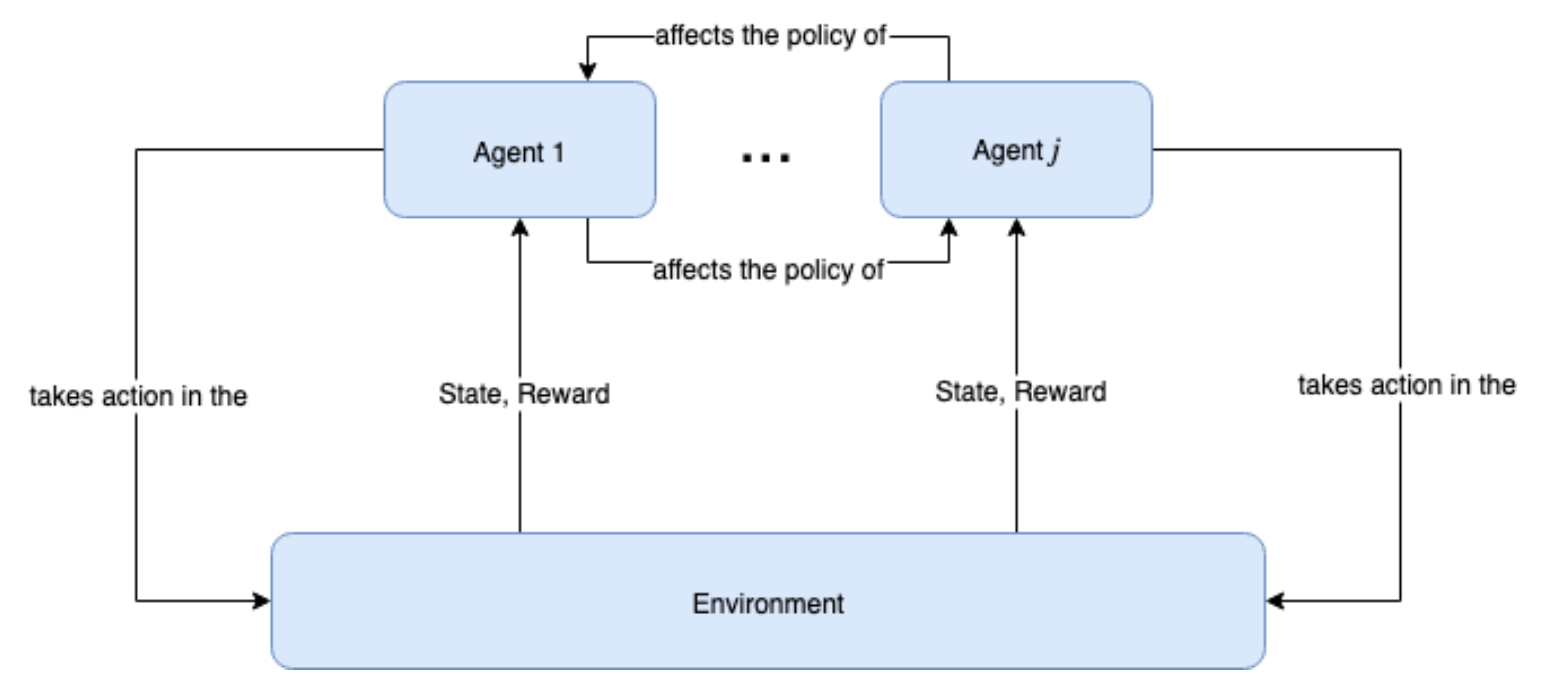 affects the policy of
Agent 1
...
Agent j
affects the policy of
takes action in the
State, Reward
State, Reward
takes action in the
Environment